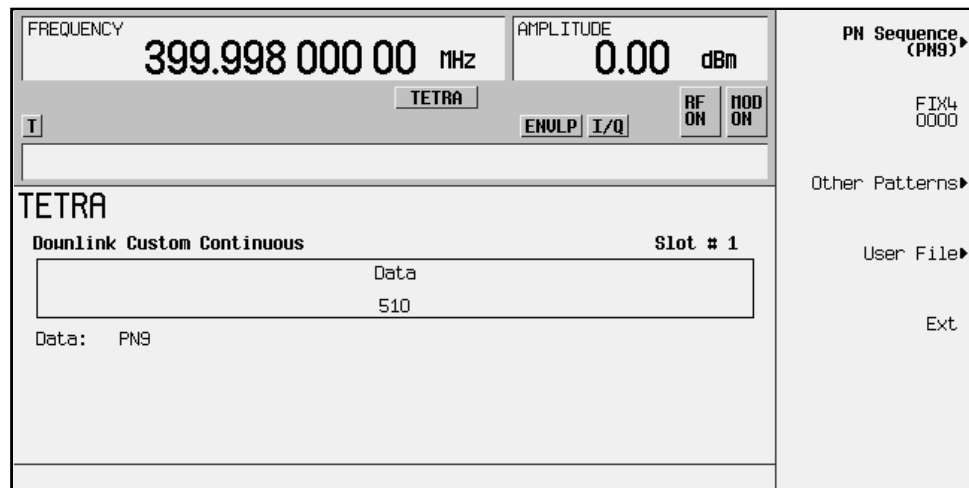 FREQUENCY
399.998 000 00 MHz
AMPLITUDE
0.00 dBm
TETRA
RF ON
MOD ON
T
ENVLP
I/Q
TETRA
Downlink Custom Continuous
Slot # 1
Data
510
Data: PN9
PN Sequence
(PN9)
FIX4
0000
Other Patterns
User File
Ext